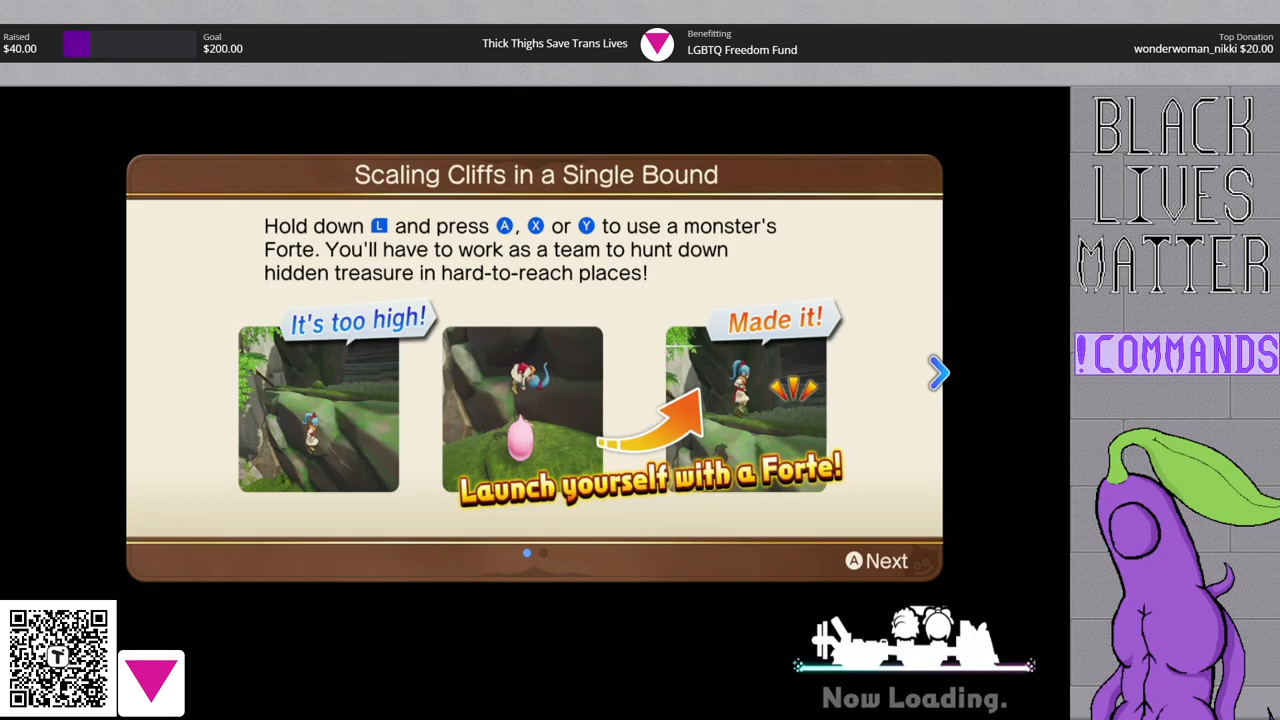 Raised
$40.00
Goal
$200.00
Thick Thighs Save Trans Lives
Benefitting
LGBTQ Freedom Fund
Top Donation
wonderwoman_nikki $20.00
BLACK
LIVES
MATTER
!COMMANDS
Scaling Cliffs in a Single Bound
Hold down L and press A, X or Y to use a monster's
Forte. You'll have to work as a team to hunt down
hidden treasure in hard-to-reach places!
It's too high!
Made it!
Launch yourself with a Forte!
A Next
T
Now Loading.